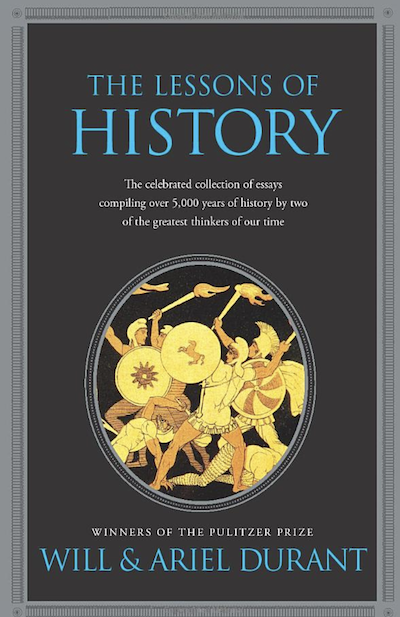 THE LESSONS OF
HISTORY
The celebrated collection of essays
compiling over 5,000 years of history by two
of the greatest thinkers of our time
WINNERS OF THE PULITZER PRIZE
WILL & ARIEL DURANT